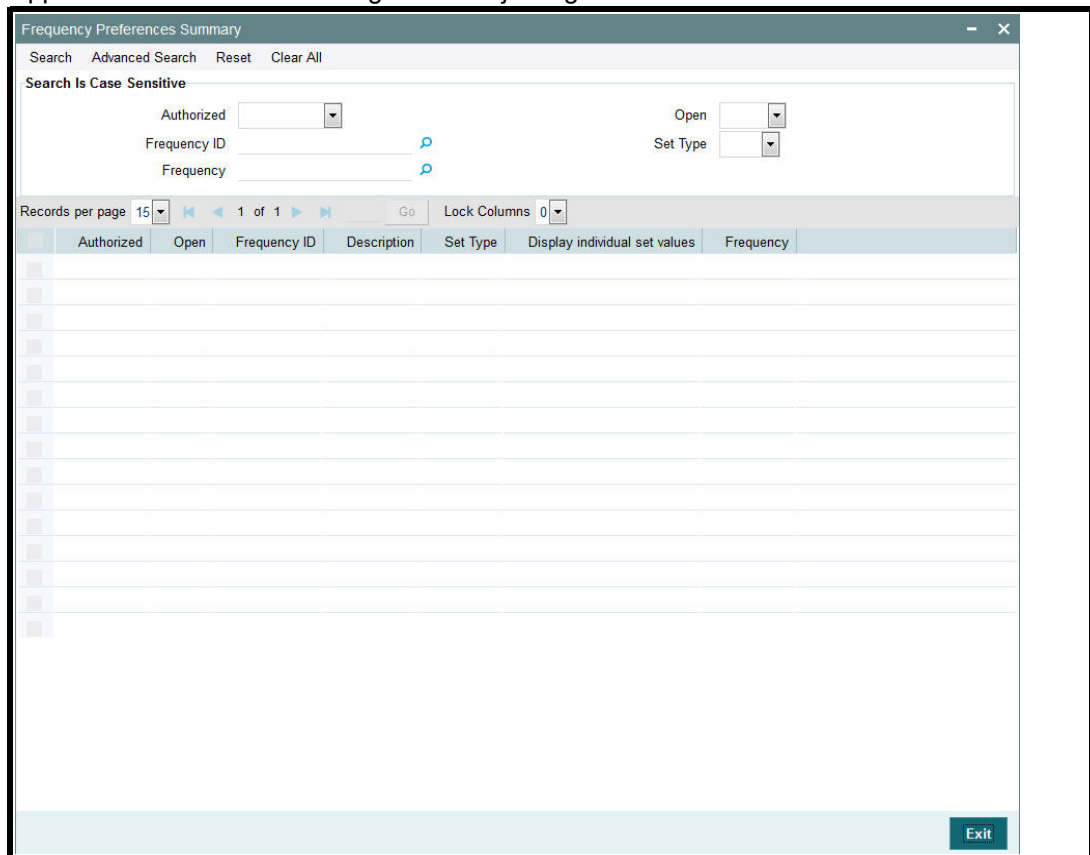 Frequency Preferences Summary
Search Advanced Search Reset Clear All
Search Is Case Sensitive
Authorized Open
Frequency ID Set Type
Frequency
Records per page 15 1 of 1 Go Lock Columns 0
Authorized Open Frequency ID Description Set Type Display individual set values Frequency
Exit